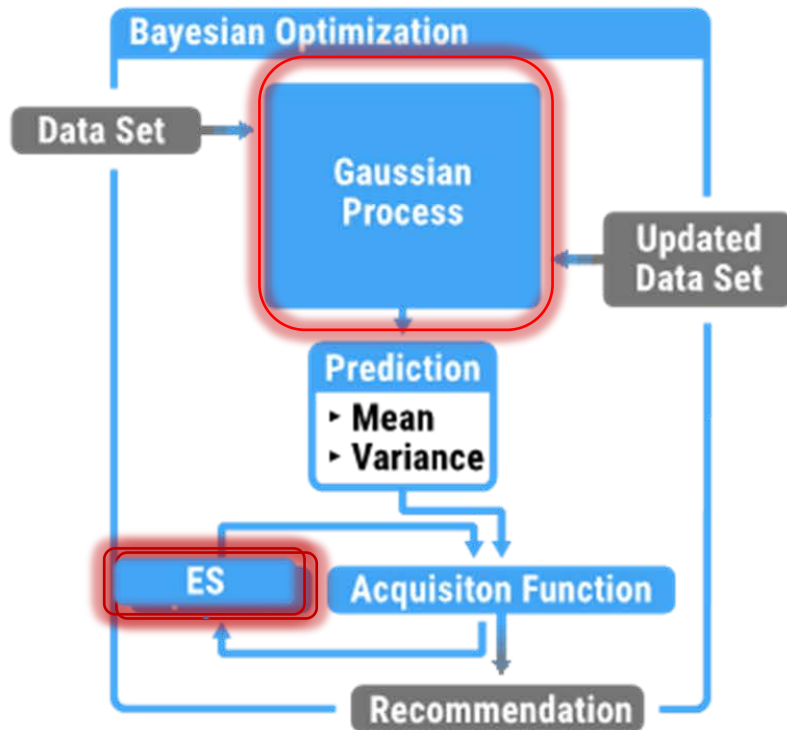 Bayesian Optimization
Data Set
Gaussian
Process
Updated
Data Set
Prediction
‣ Mean
‣ Variance
ES
Acquisiton Function
Recommendation